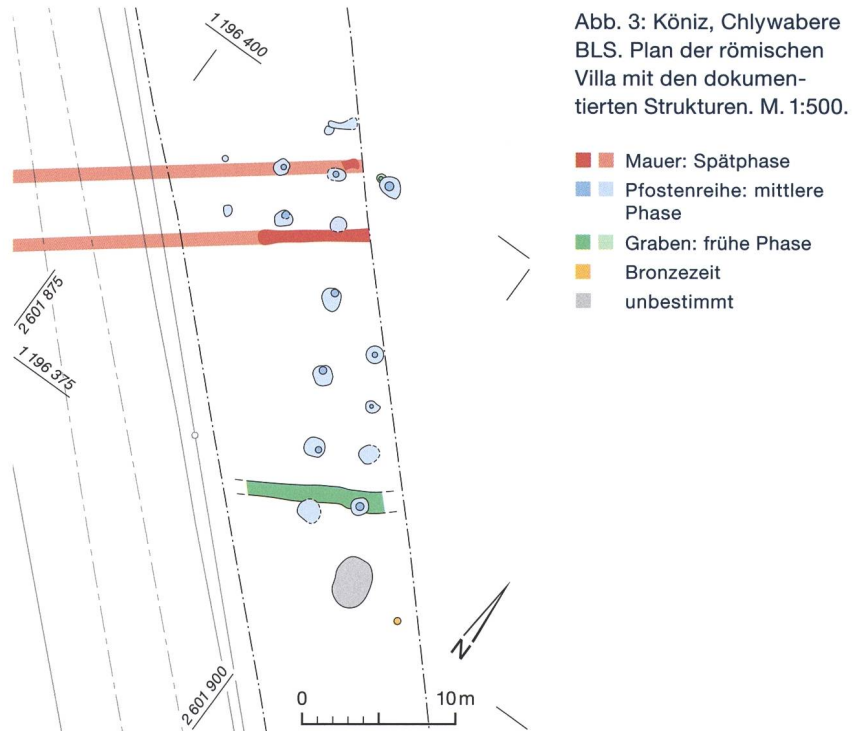 1 196 400
Abb. 3: Köniz, Chlywabere
BLS. Plan der römischen
Villa mit den dokumen-
tierten Strukturen. M. 1:500.
Mauer: Spätphase
Pfostenreihe: mittlere
Phase
Graben: frühe Phase
Bronzezeit
unbestimmt
2 601 875
1 196 375
2 601 900
N
0 10 m